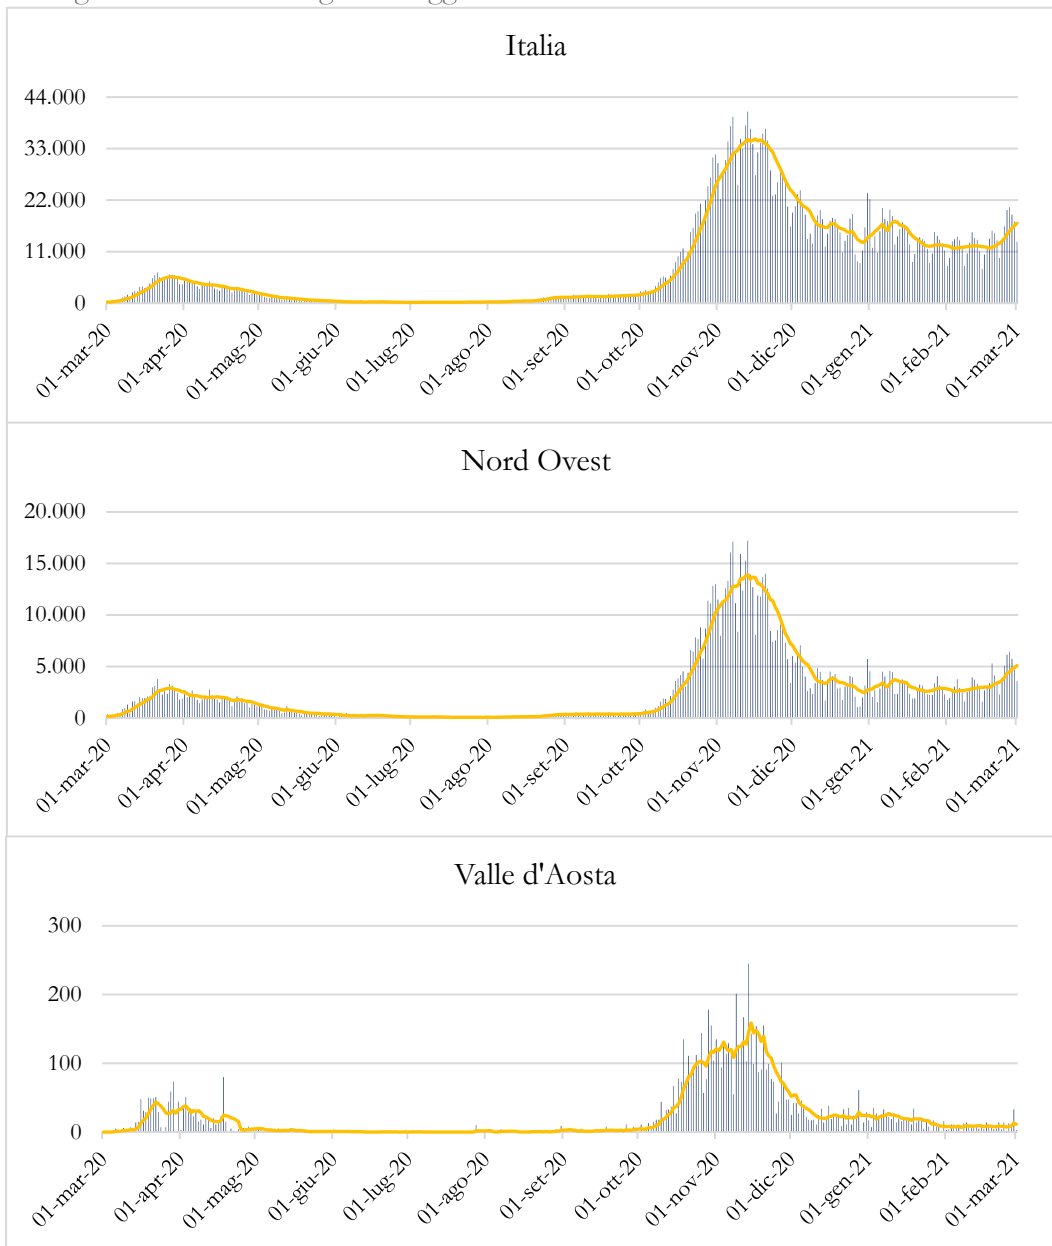 Italia
44.000
33.000
22.000
11.000
0
01-mar-20 01-apr-20 01-mag-20 01-giu-20 01-lug-20 01-ago-20 01-set-20 01-ott-20 01-nov-20 01-dic-20 01-gen-21 01-feb-21 01-mar-21
Nord Ovest
20.000
15.000
10.000
5.000
0
01-mar-20 01-apr-20 01-mag-20 01-giu-20 01-lug-20 01-ago-20 01-set-20 01-ott-20 01-nov-20 01-dic-20 01-gen-21 01-feb-21 01-mar-21
Valle d'Aosta
300
200
100
0
01-mar-20 01-apr-20 01-mag-20 01-giu-20 01-lug-20 01-ago-20 01-set-20 01-ott-20 01-nov-20 01-dic-20 01-gen-21 01-feb-21 01-mar-21